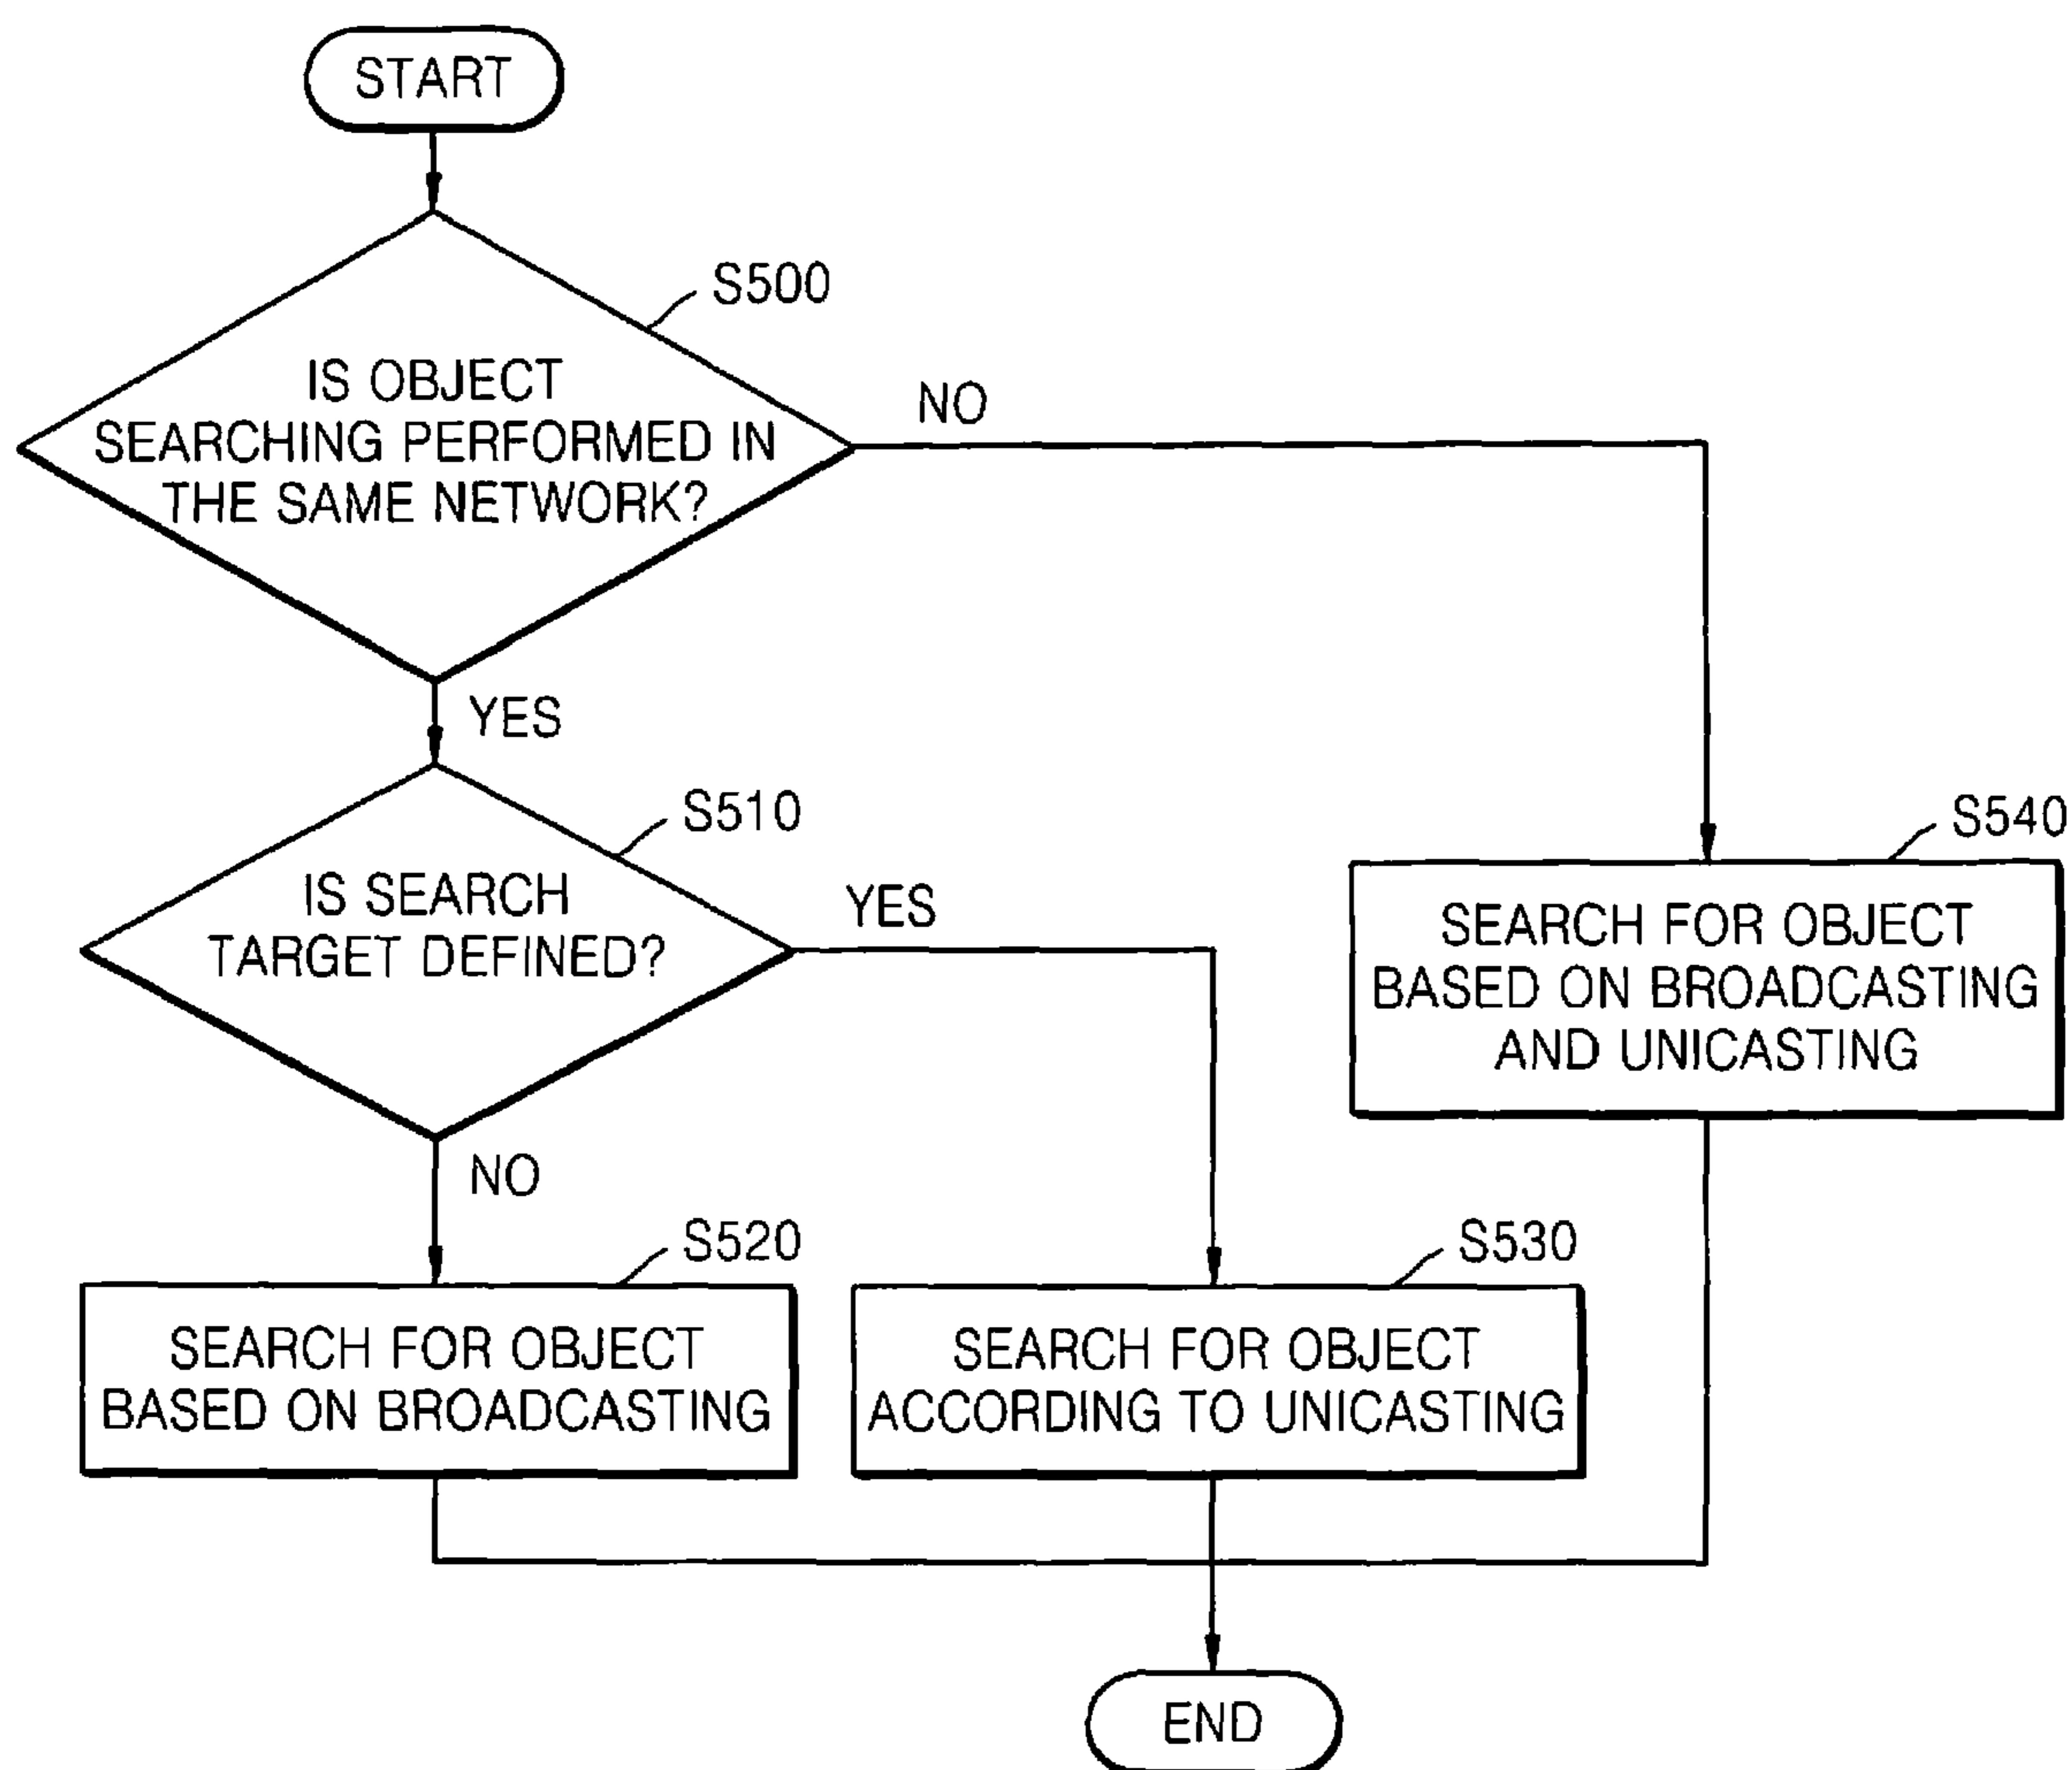 START
S500
IS OBJECT
SEARCHING PERFORMED IN
THE SAME NETWORK?
NO
YES
S510
IS SEARCH
TARGET DEFINED?
YES
S540
SEARCH FOR OBJECT
BASED ON BROADCASTING
AND UNICASTING
NO
S520
SEARCH FOR OBJECT
BASED ON BROADCASTING
S530
SEARCH FOR OBJECT
ACCORDING TO UNICASTING
END